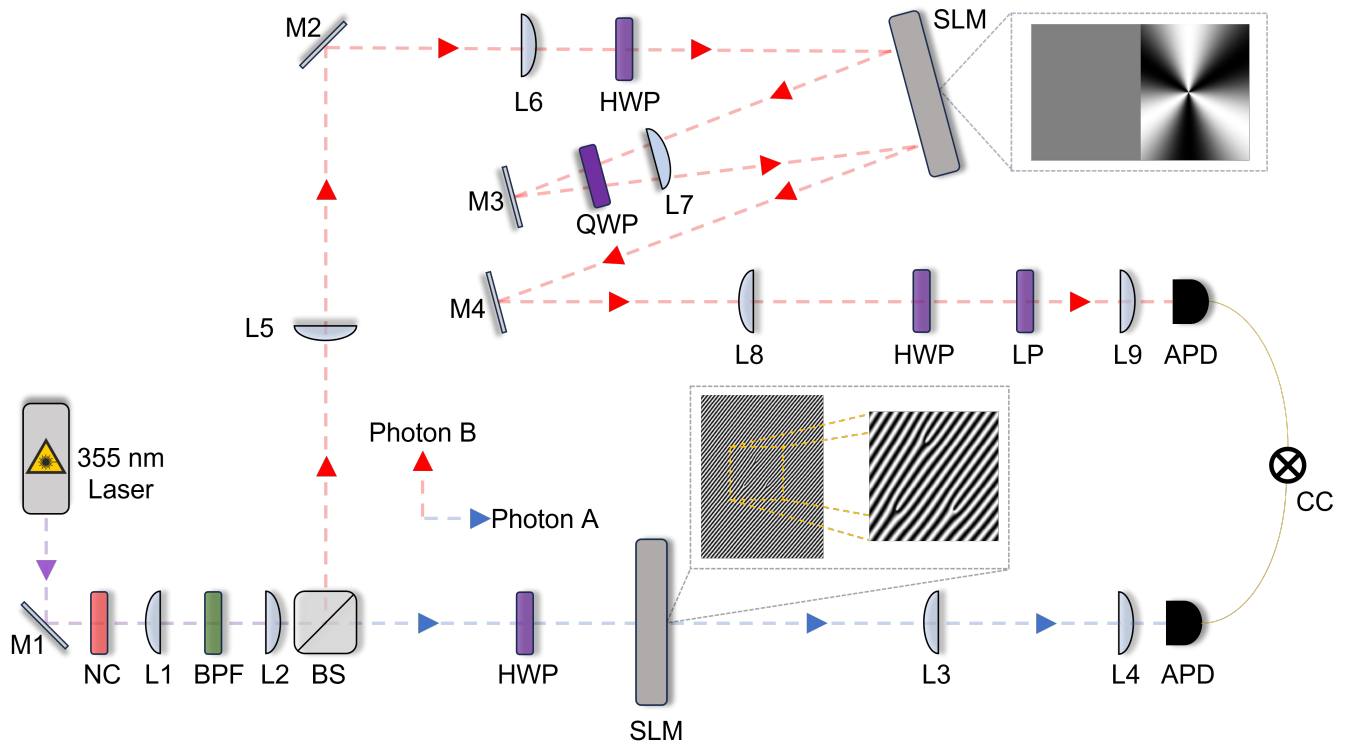 M2
SLM
L6
HWP
M3
QWP
L7
M4
L5
L8
HWP
LP
L9
APD
355 nm
Laser
Photon B
Photon A
CC
M1
NC
L1
BPF
L2
BS
HWP
SLM
L3
L4
APD